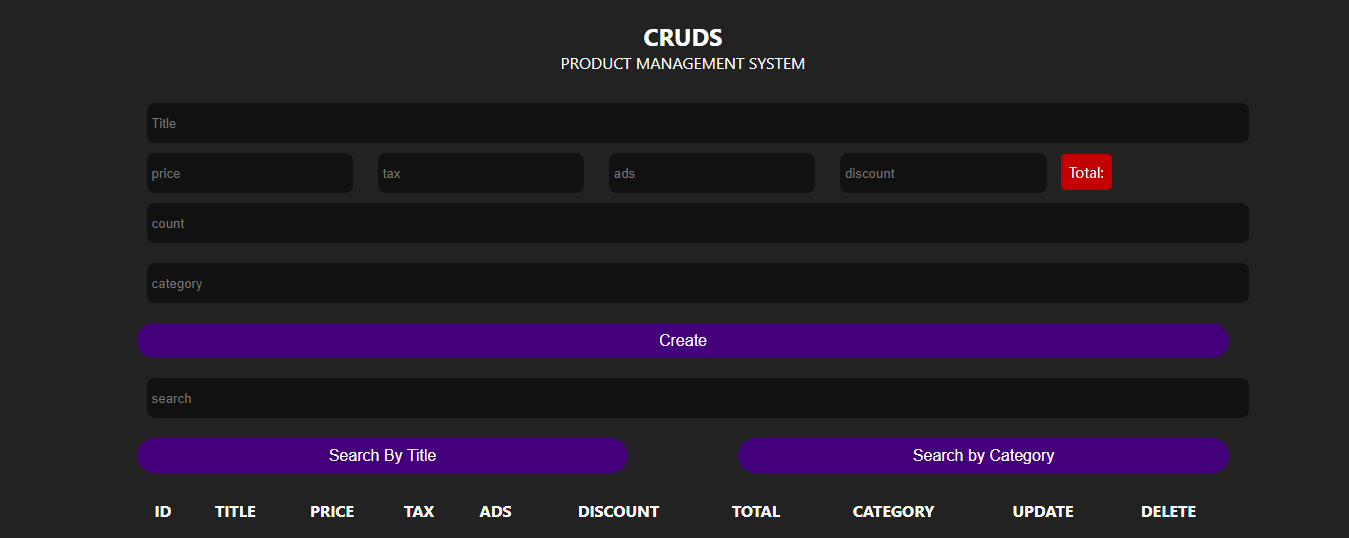 CRUDS
PRODUCT MANAGEMENT SYSTEM
Title
price tax ads discount Total:
count
category
Create
search
Search By Title Search by Category
ID TITLE PRICE TAX ADS DISCOUNT TOTAL CATEGORY UPDATE DELETE